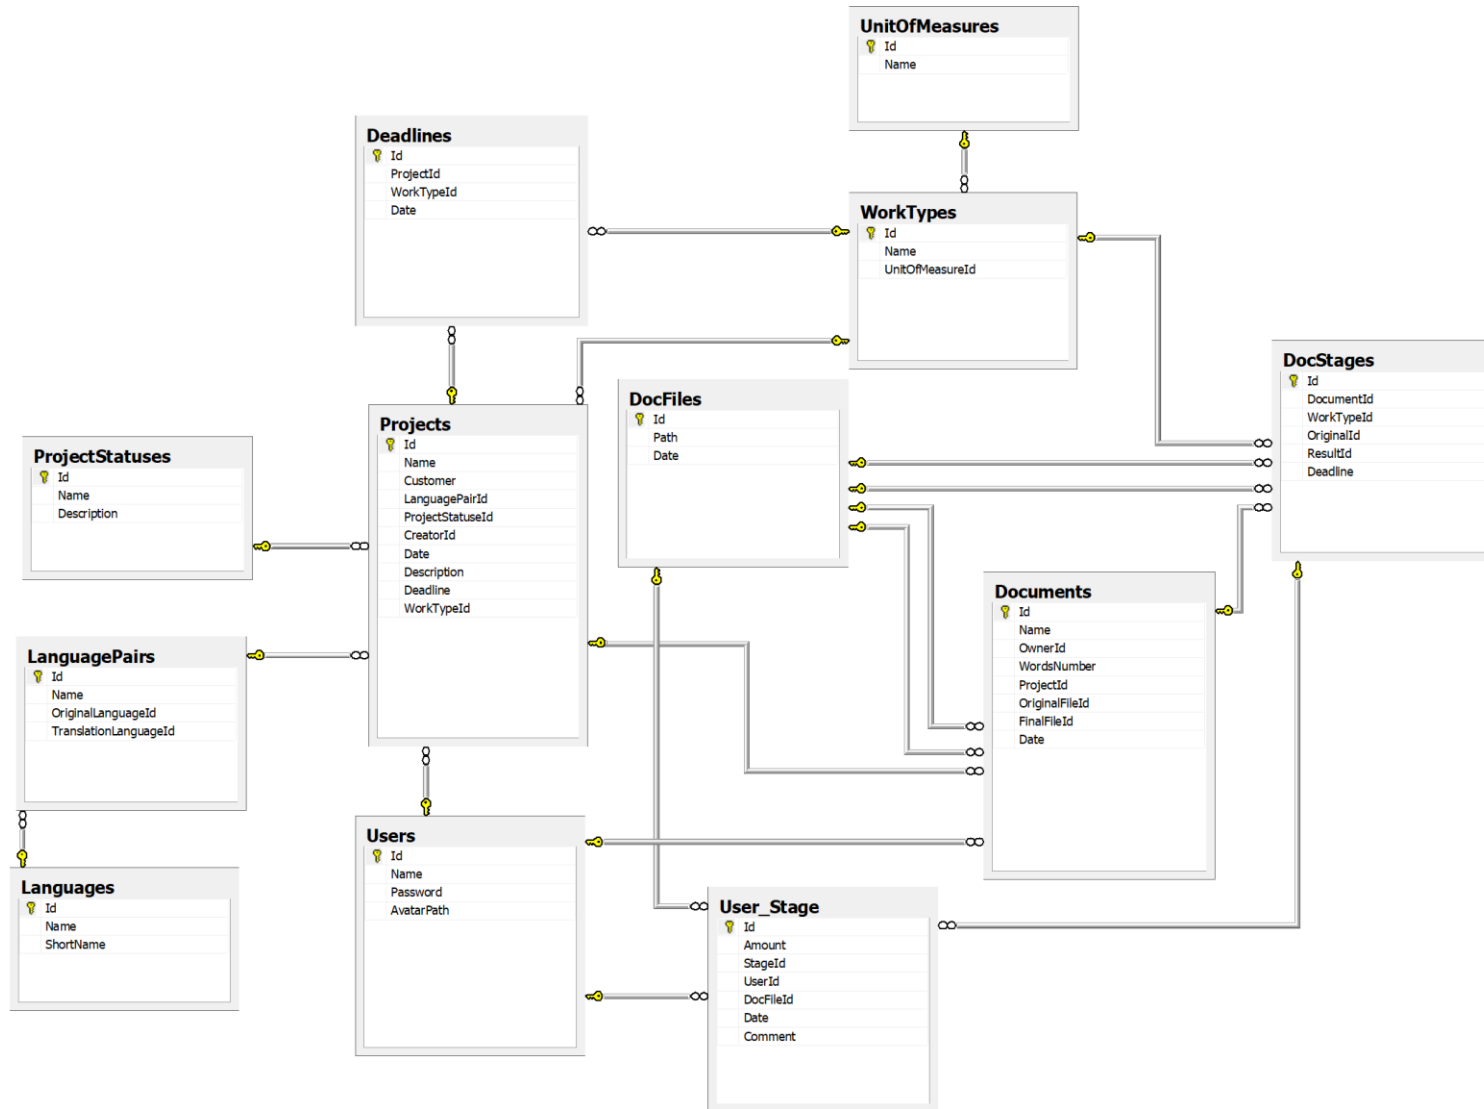 UnitOfMeasures
Id
Name
Deadlines
Id
ProjectId
WorkTypeId
Date
WorkTypes
Id
Name
UnitOfMeasureId
DocStages
Id
DocumentId
WorkTypeId
OriginalId
ResultId
Deadline
DocFiles
Id
Path
Date
Projects
Id
Name
Customer
LanguagePairId
ProjectStatuseId
CreatorId
Date
Description
Deadline
WorkTypeId
ProjectStatuses
Id
Name
Description
Documents
Id
Name
OwnerId
WordsNumber
ProjectId
OriginalFileId
FinalFileId
Date
LanguagePairs
Id
Name
OriginalLanguageId
TranslationLanguageId
Users
Id
Name
Password
AvatarPath
Languages
Id
Name
ShortName
User_Stage
Id
Amount
StageId
UserId
DocFileId
Date
Comment